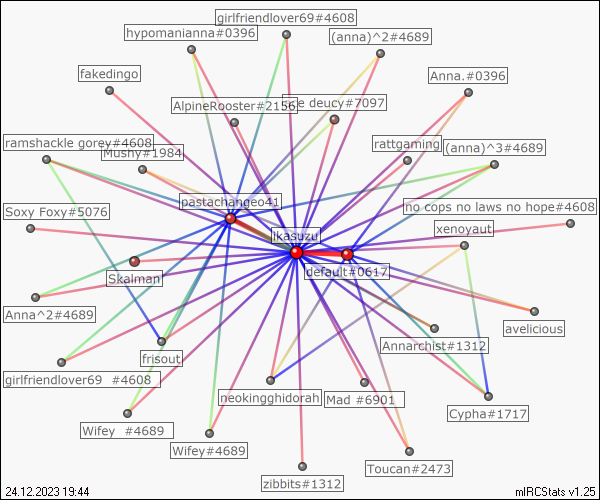 girlfriendlover69#4608
hypomanianna#0396
(anna)^2#4689
fakedingo
Anna.#0396
AlpineRooster#2156
deucy#7097
ramshackle gorey#4608
Mushy#1984
rattgaming
(anna)^3#4689
pastachangeo41
no cops no laws no hope#4608
Soxy Foxy#5076
ikasuzu
xenoyaut
default#0617
Skalman
Anna^2#4689
avelicious
Annarchist#1312
frisout
girlfriendlover69 #4608
neokingghidorah
Mad #6901
Cypha#1717
Wifey #4689
Wifey#4689
Toucan#2473
zibbits#1312
24.12.2023 19:44
mIRCStats v1.25